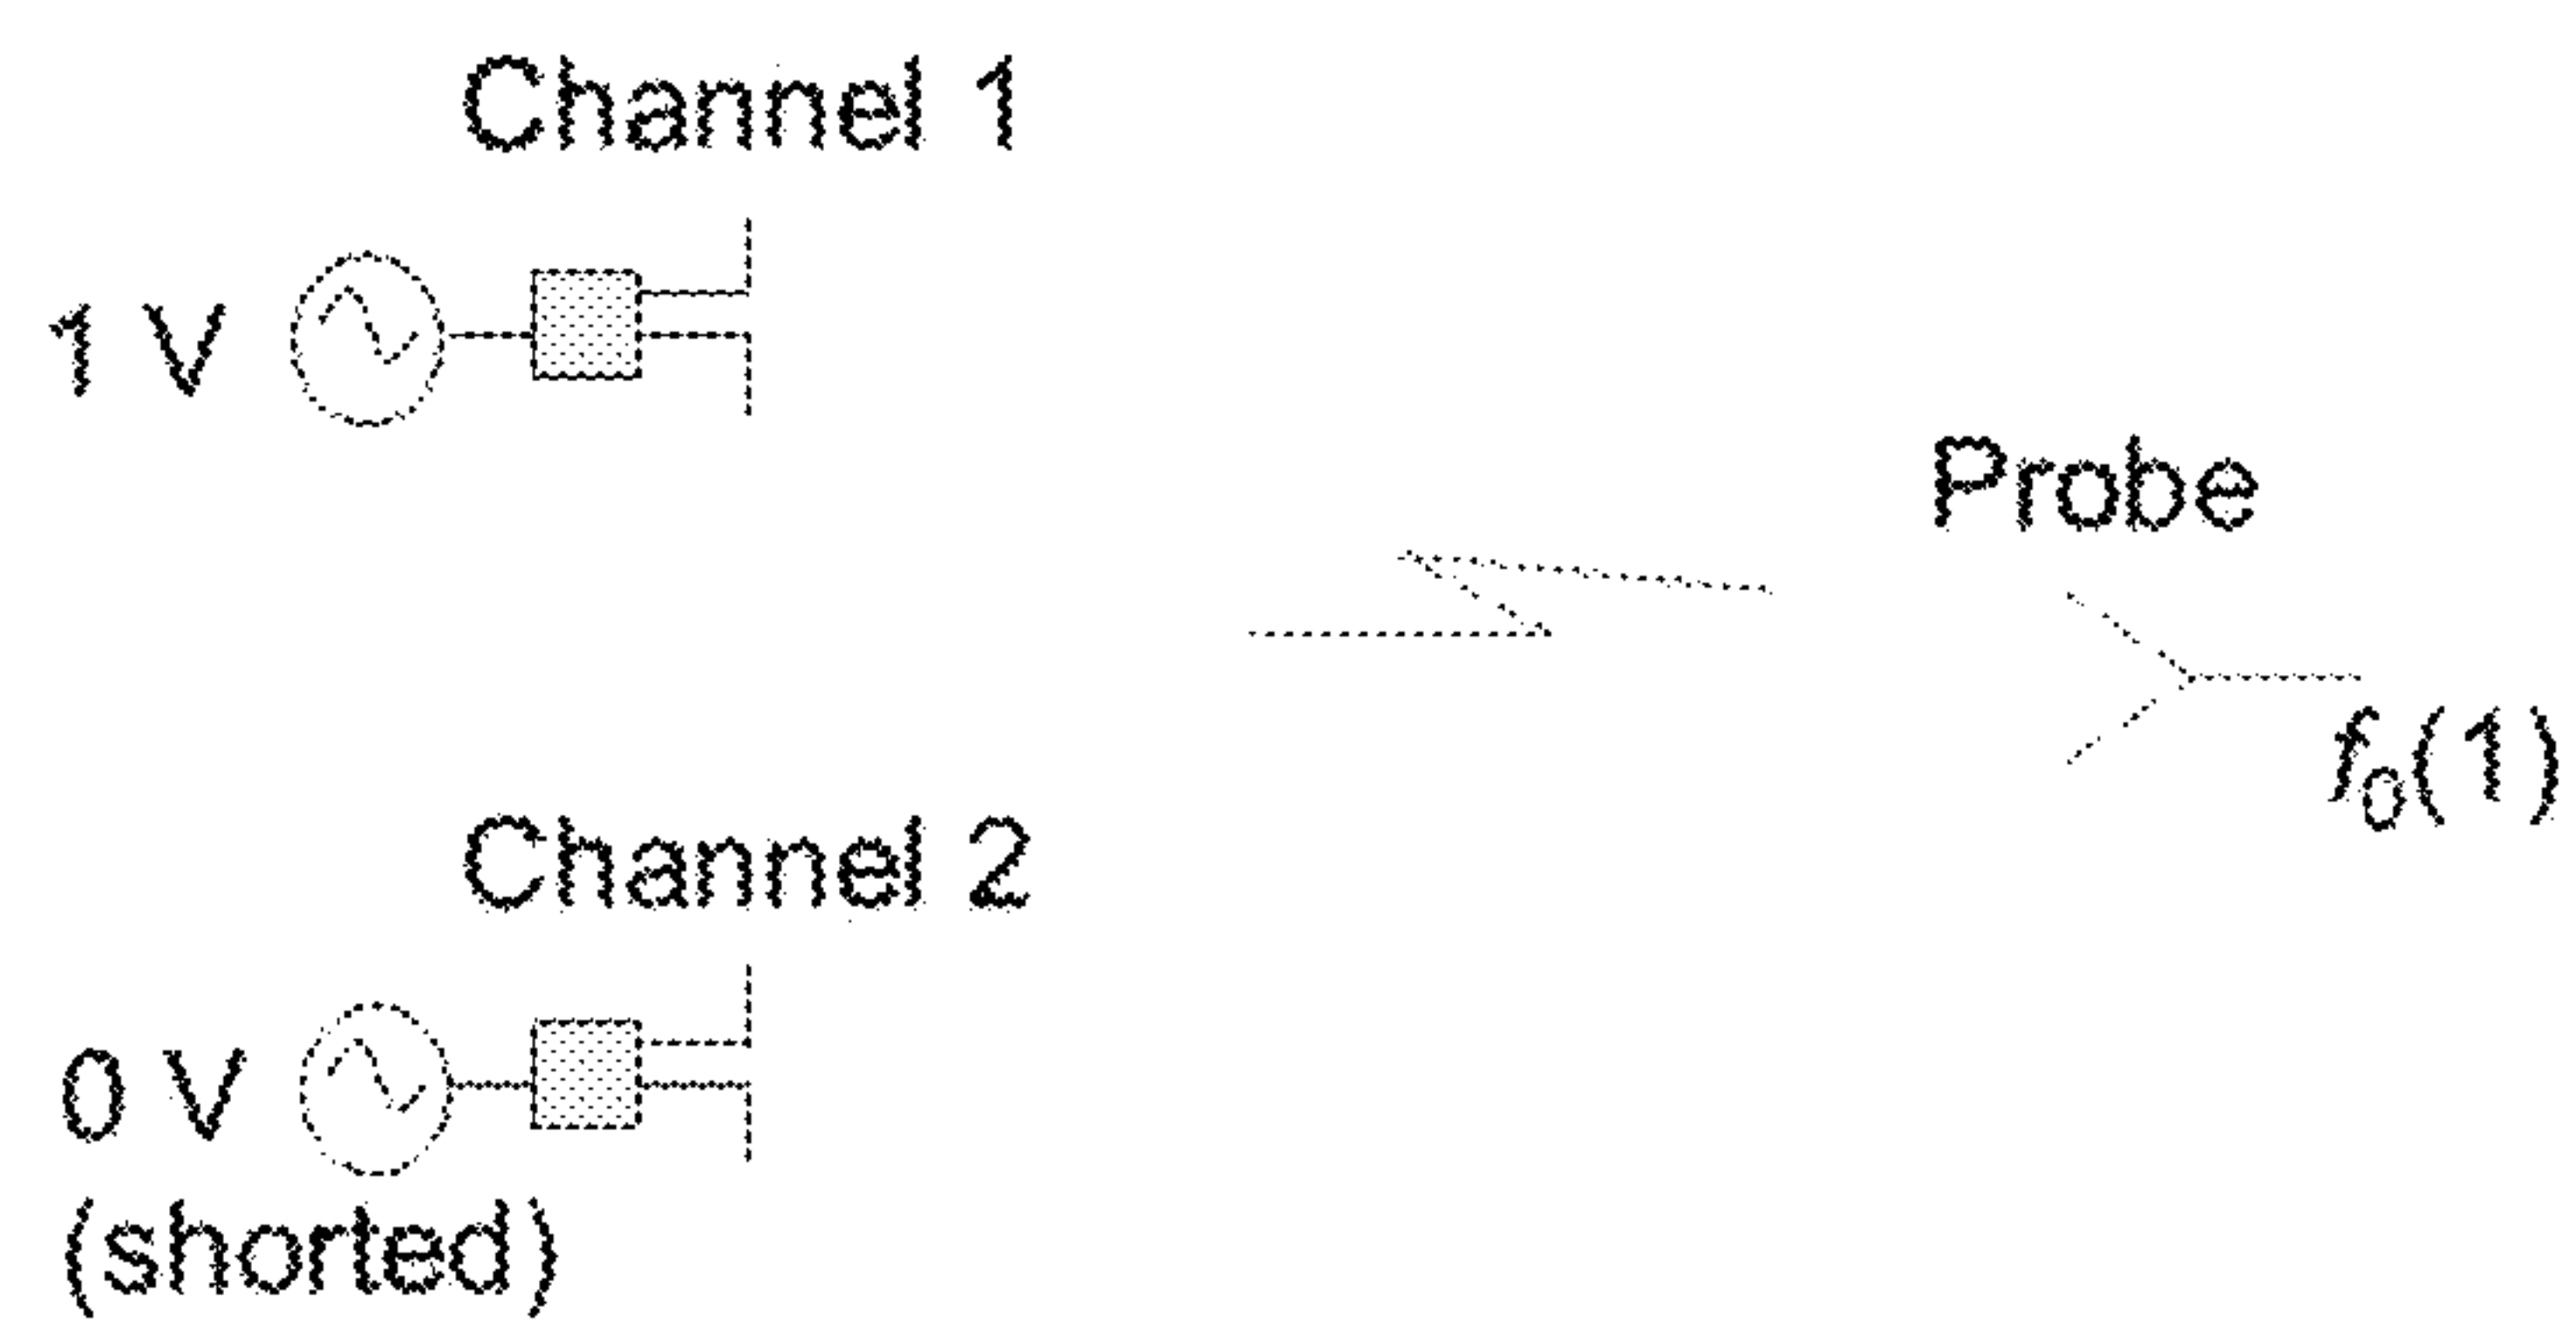 Channel 1
1 V
Probe
f0(1)
Channel 2
0 V
(shorted)